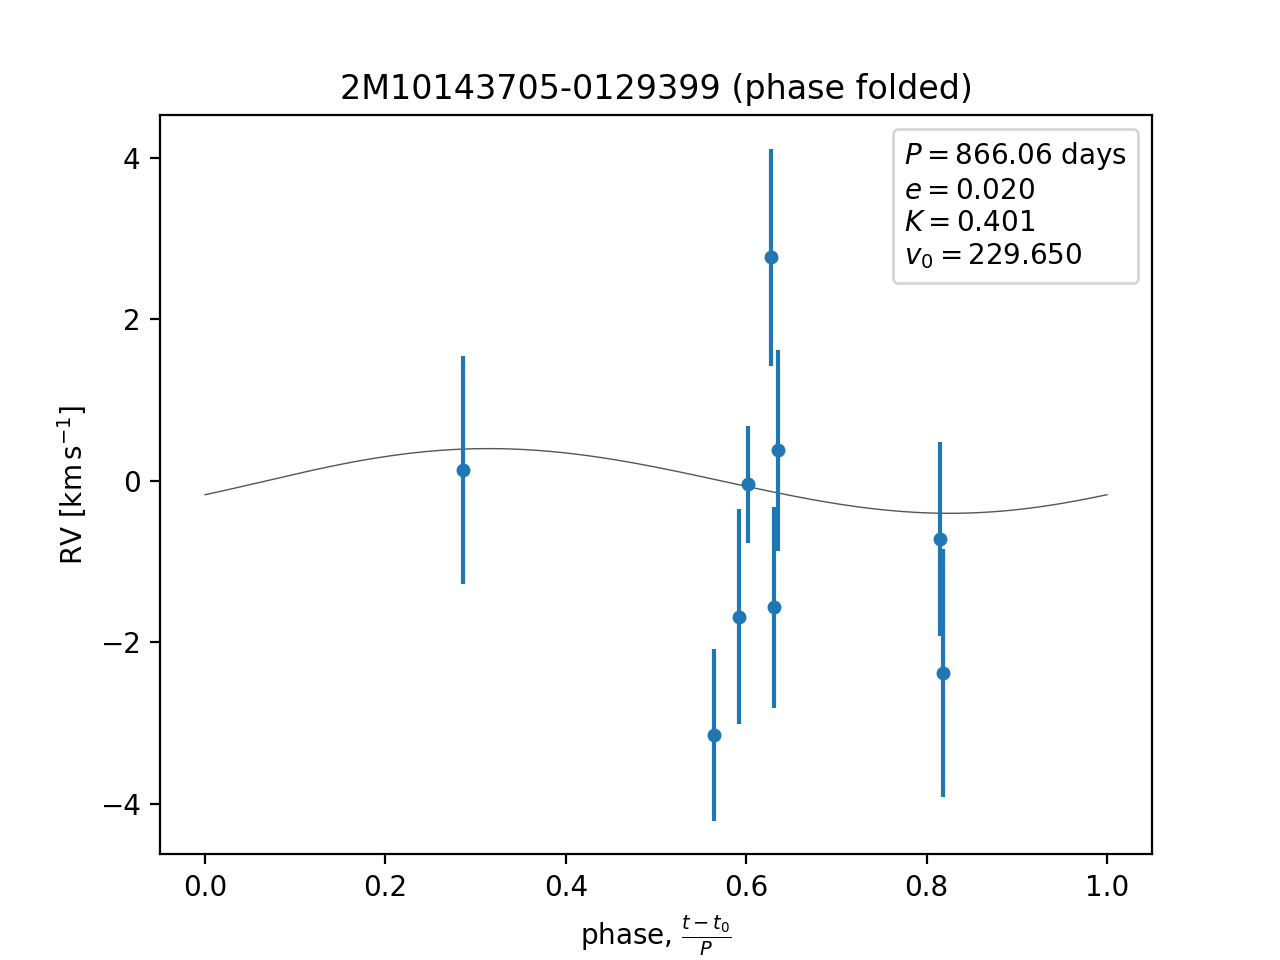 2M10143705-0129399 (phase folded)
P = 866.06 days
e = 0.020
K = 0.401
v₀ = 229.650
4
2
0
−2
−4
RV [km s⁻¹]
0.0 0.2 0.4 0.6 0.8 1.0
phase, (t − t₀)/P